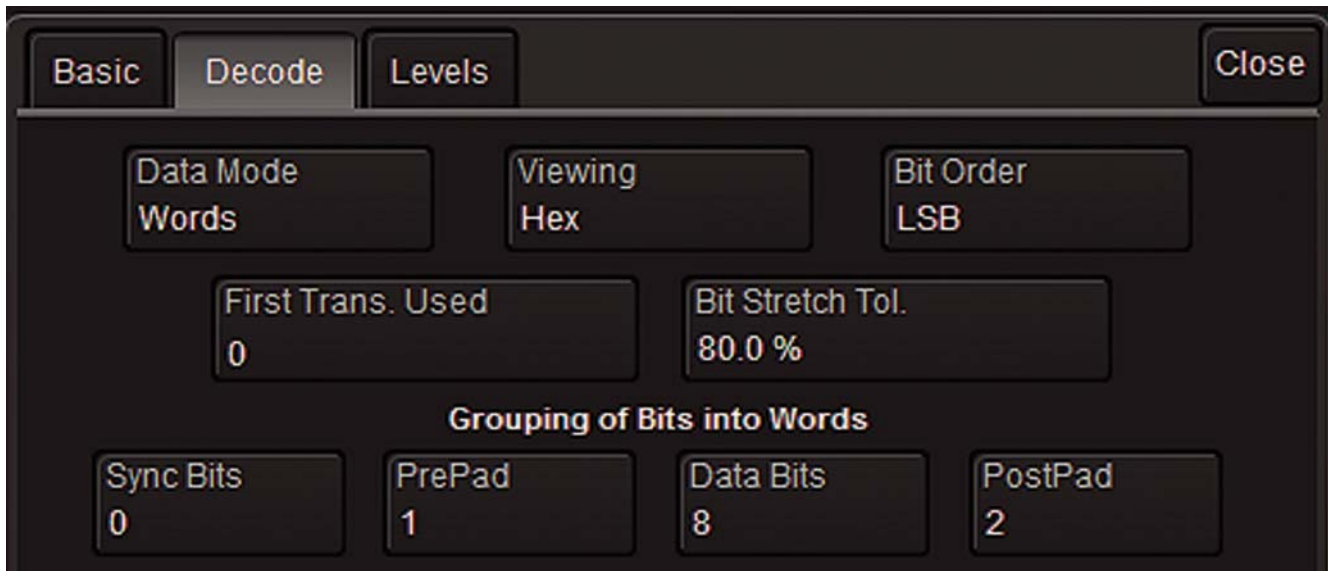 Basic Decode Levels Close
Data Mode Viewing Bit Order
Words Hex LSB
First Trans. Used Bit Stretch Tol.
0 80.0 %
Grouping of Bits into Words
Sync Bits PrePad Data Bits PostPad
0 1 8 2